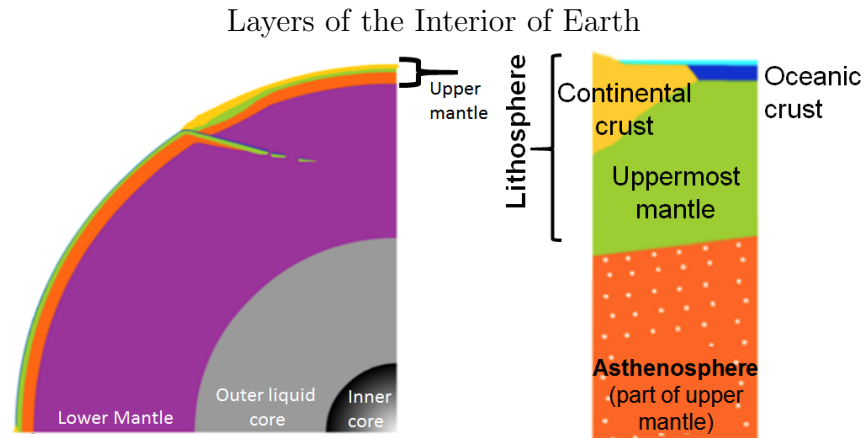 Layers of the Interior of Earth
Upper
mantle
Lower Mantle
Outer liquid
core
Inner
core
Lithosphere
Continental
crust
Oceanic
crust
Uppermost
mantle
Asthenosphere
(part of upper
mantle)